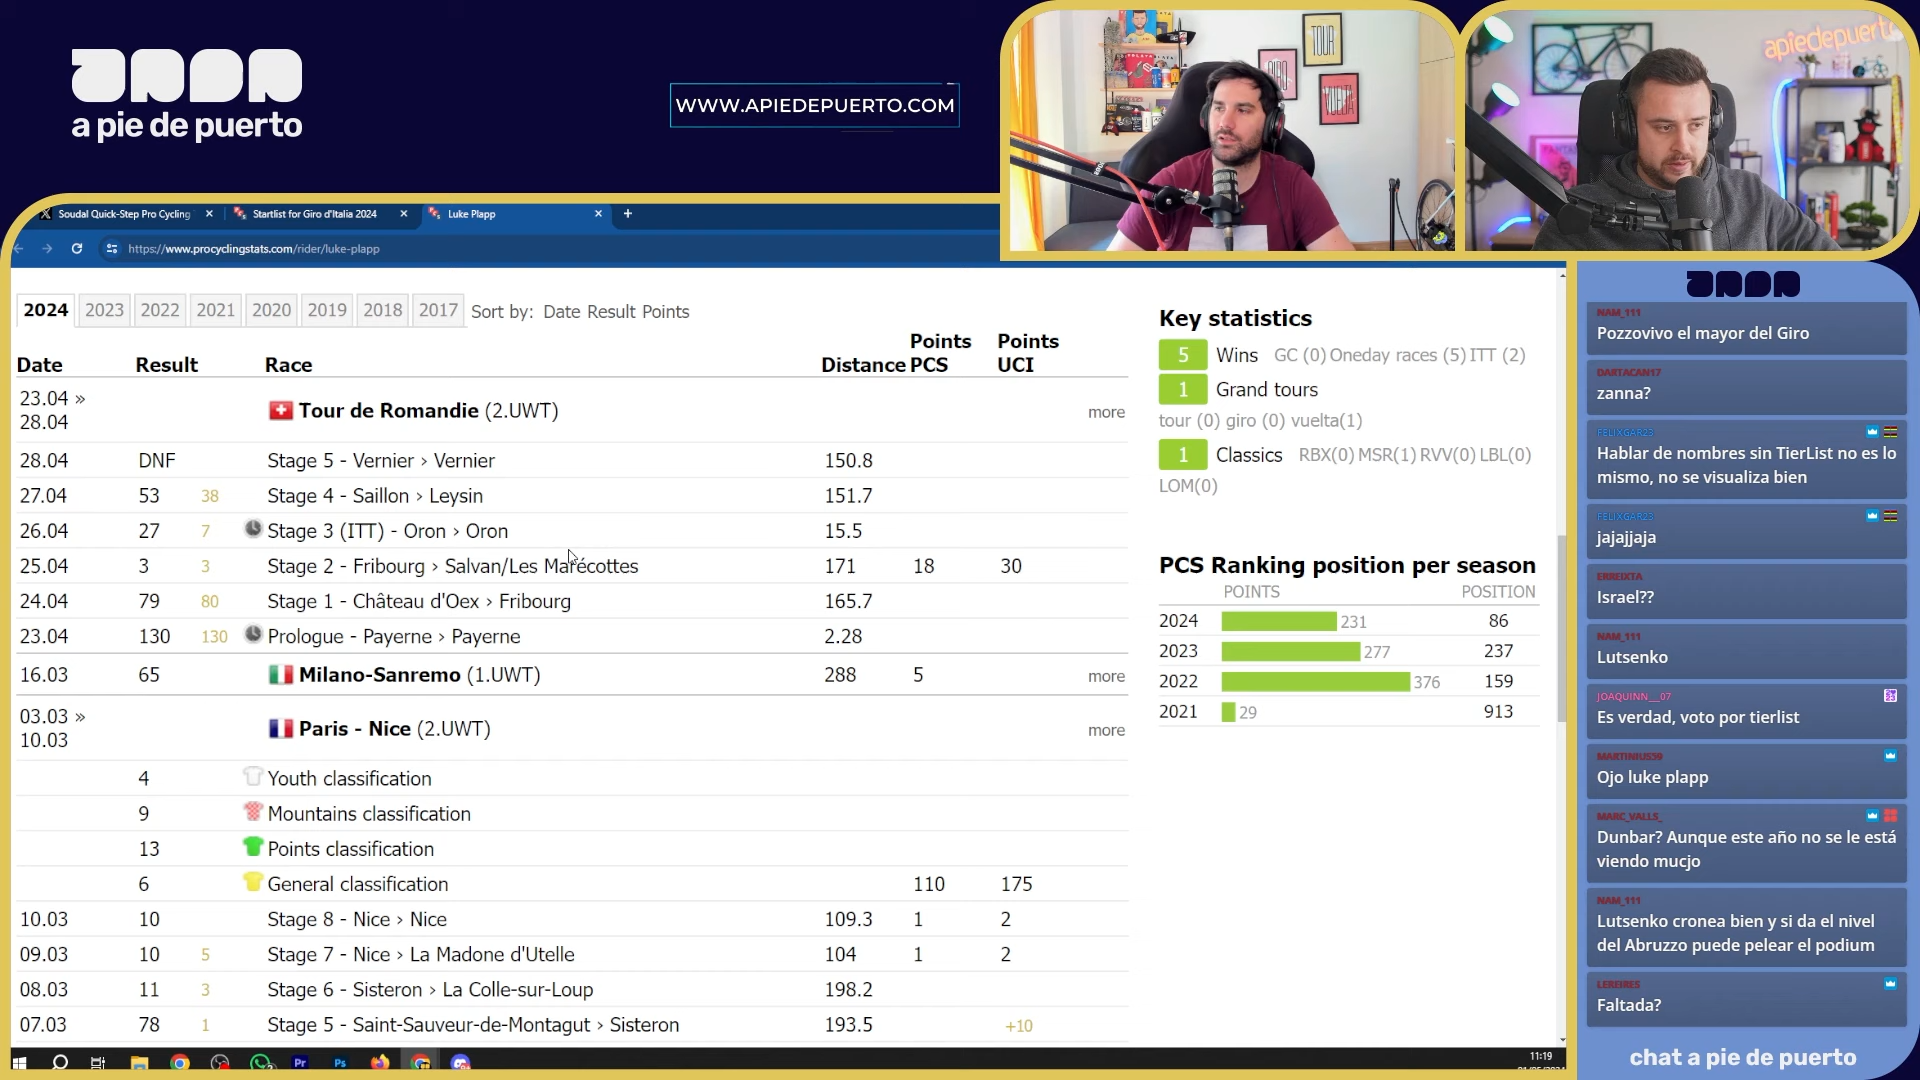 a pie de puerto
WWW.APIEDEPUERTO.COM
TOUR
GIRO
VUELTA
apiedepuerto
Soudal Quick-Step Pro Cycling
Startlist for Giro d'Italia 2024
Luke Plapp
https://www.procyclingstats.com/rider/luke-plapp
2024 2023 2022 2021 2020 2019 2018 2017 Sort by: Date Result Points
Date Result Race Distance Points PCS Points UCI
23.04 » 28.04 Tour de Romandie (2.UWT) more
28.04 DNF Stage 5 - Vernier › Vernier 150.8
27.04 53 38 Stage 4 - Saillon › Leysin 151.7
26.04 27 7 Stage 3 (ITT) - Oron › Oron 15.5
25.04 3 3 Stage 2 - Fribourg › Salvan/Les Marécottes 171 18 30
24.04 79 80 Stage 1 - Château d'Oex › Fribourg 165.7
23.04 130 130 Prologue - Payerne › Payerne 2.28
16.03 65 Milano-Sanremo (1.UWT) 288 5 more
03.03 » 10.03 Paris - Nice (2.UWT) more
4 Youth classification
9 Mountains classification
13 Points classification
6 General classification 110 175
10.03 10 Stage 8 - Nice › Nice 109.3 1 2
09.03 10 5 Stage 7 - Nice › La Madone d'Utelle 104 1 2
08.03 11 3 Stage 6 - Sisteron › La Colle-sur-Loup 198.2
07.03 78 1 Stage 5 - Saint-Sauveur-de-Montagut › Sisteron 193.5 +10
Key statistics
5 Wins GC (0) Oneday races (5) ITT (2)
1 Grand tours
tour (0) giro (0) vuelta(1)
1 Classics RBX(0) MSR(1) RVV(0) LBL(0)
LOM(0)
PCS Ranking position per season
POINTS POSITION
2024 231 86
2023 277 237
2022 376 159
2021 29 913
Pr
Ps
11:19
NAM_111
Pozzovivo el mayor del Giro
DARTACAN17
zanna?
FELIXGAR23
Hablar de nombres sin TierList no es lo
mismo, no se visualiza bien
FELIXGAR23
jajajjaja
ERREIXTA
Israel??
NAM_111
Lutsenko
JOAQUINN__07
Es verdad, voto por tierlist
MARTINIUS59
Ojo luke plapp
MARC_VALLS_
Dunbar? Aunque este año no se le está
viendo mucjo
NAM_111
Lutsenko cronea bien y si da el nivel
del Abruzzo puede pelear el podium
LEREIRES
Faltada?
chat a pie de puerto